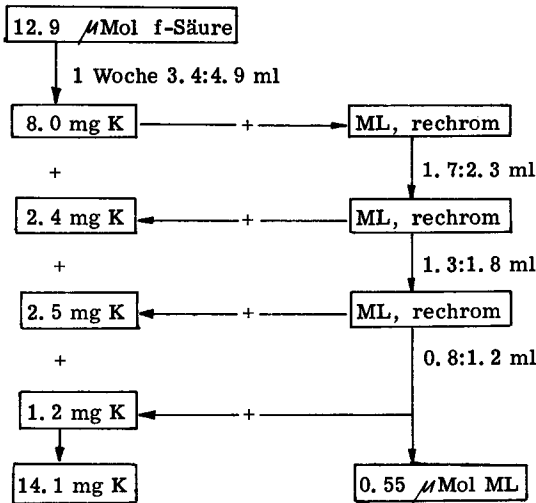 12.9 µMol f-Säure
1 Woche 3.4:4.9 ml
8.0 mg K + ML, rechrom
+ 1.7:2.3 ml
2.4 mg K + ML, rechrom
+ 1.3:1.8 ml
2.5 mg K + ML, rechrom
+ 0.8:1.2 ml
1.2 mg K +
14.1 mg K 0.55 µMol ML